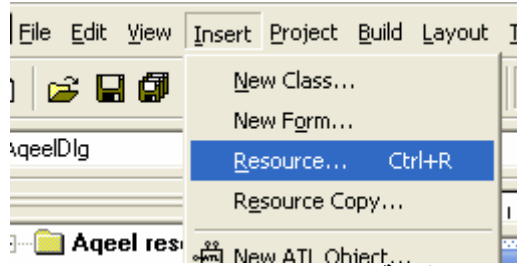 File Edit View Insert Project Build Layout
New Class...
New Form...
AqeelDlg
Resource... Ctrl+R
Resource Copy...
Aqeel
New ATL Object...